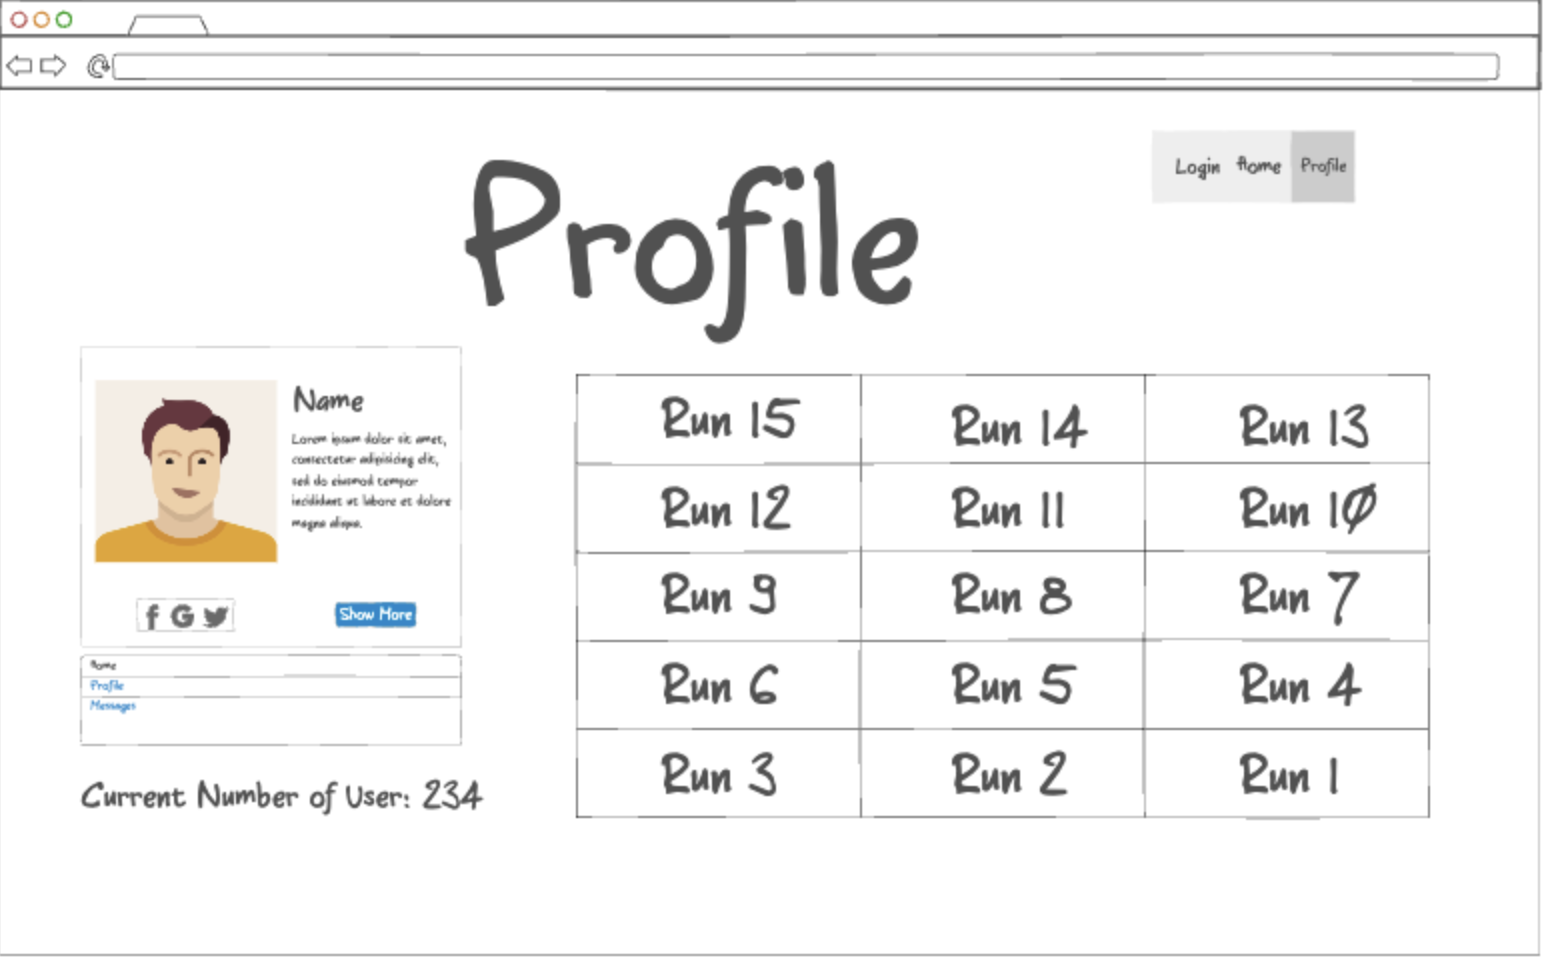 Login Home Profile
Profile
Name
Lorem ipsum dolor sit amet,
consectetur adipisicing elit,
sed do eiusmod tempor
incididunt ut labore et dolore
magna aliqua.
f G
Show More
Home
Profile
Messages
Current Number of User: 234
Run 15 Run 14 Run 13
Run 12 Run 11 Run 10
Run 9 Run 8 Run 7
Run 6 Run 5 Run 4
Run 3 Run 2 Run 1